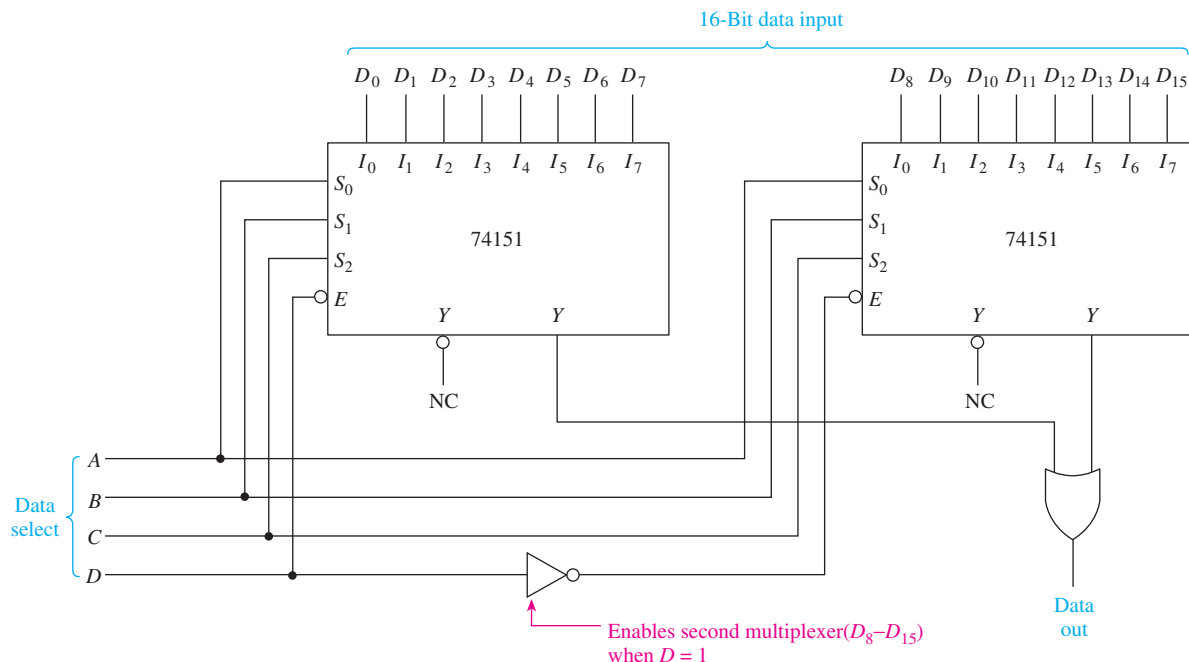 16-Bit data input
D0 D1 D2 D3 D4 D5 D6 D7 D8 D9 D10 D11 D12 D13 D14 D15
I0 I1 I2 I3 I4 I5 I6 I7 I0 I1 I2 I3 I4 I5 I6 I7
S0 S0
S1 S1
74151 74151
S2 S2
E E
Y Y Y Y
NC NC
A
B
Data
select
C
D
Enables second multiplexer(D8–D15)
when D = 1
Data
out